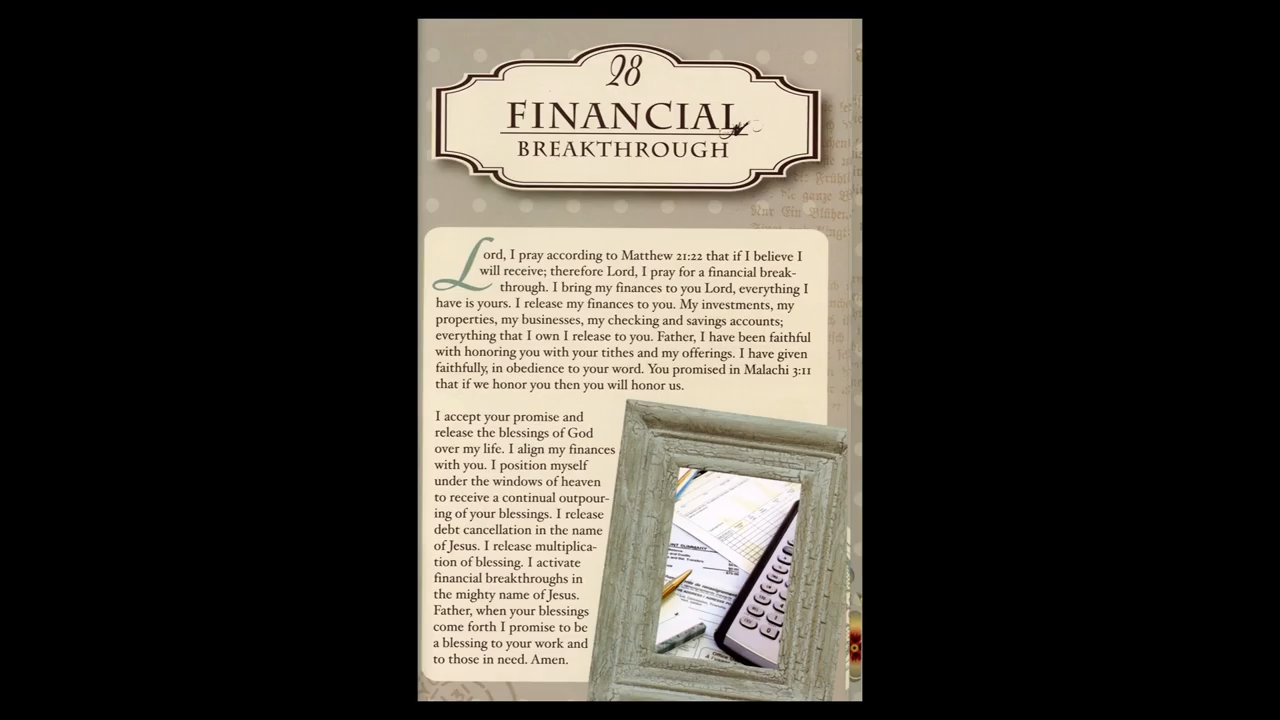 28
FINANCIAL
BREAKTHROUGH
Lord, I pray according to Matthew 21:22 that if I believe I
will receive; therefore Lord, I pray for a financial break-
through. I bring my finances to you Lord, everything I
have is yours. I release my finances to you. My investments, my
properties, my businesses, my checking and savings accounts;
everything that I own I release to you. Father, I have been faithful
with honoring you with your tithes and my offerings. I have given
faithfully, in obedience to your word. You promised in Malachi 3:11
that if we honor you then you will honor us.
I accept your promise and
release the blessings of God
over my life. I align my finances
with you. I position myself
under the windows of heaven
to receive a continual outpour-
ing of your blessings. I release
debt cancellation in the name
of Jesus. I release multiplica-
tion of blessing. I activate
financial breakthroughs in
the mighty name of Jesus.
Father, when your blessings
come forth I promise to be
a blessing to your work and
to those in need. Amen.